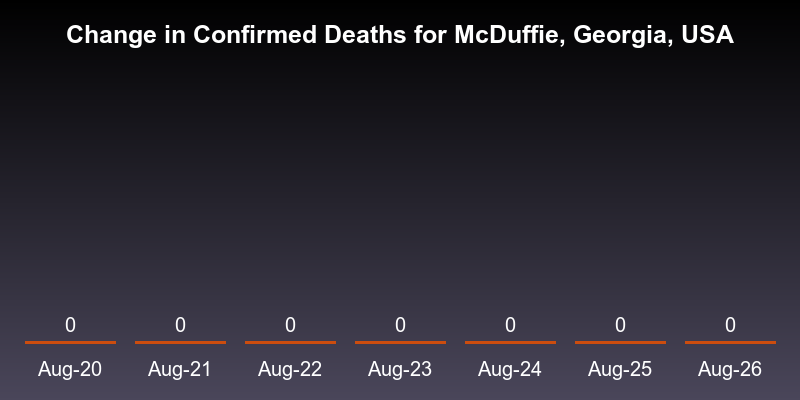 Change in Confirmed Deaths for McDuffie, Georgia, USA
0 0 0 0 0 0 0
Aug-20 Aug-21 Aug-22 Aug-23 Aug-24 Aug-25 Aug-26